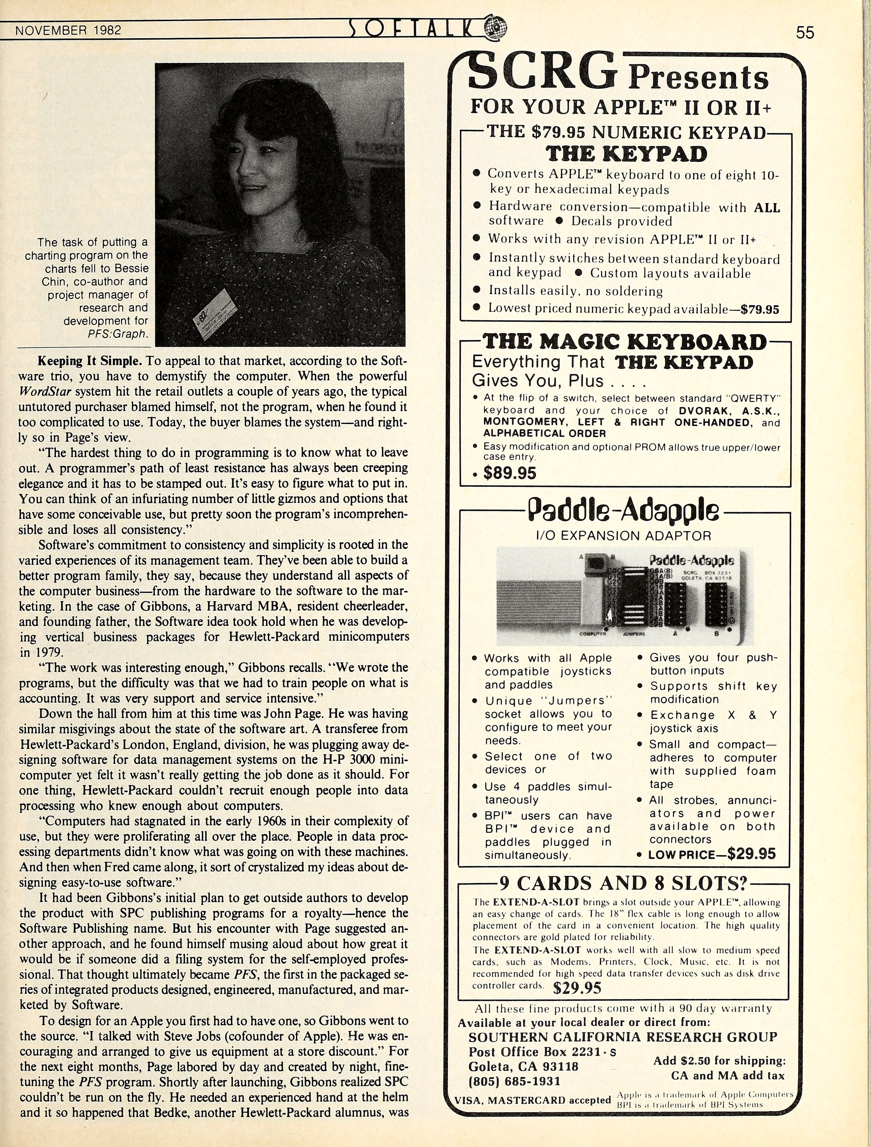 NOVEMBER 1982
SOFTALK
55
The task of putting a
charting program on the
charts fell to Bessie
Chin, co-author and
project manager of
research and
development for
PFS:Graph.
Keeping It Simple. To appeal to that market, according to the Soft-
ware trio, you have to demystify the computer. When the powerful
WordStar system hit the retail outlets a couple of years ago, the typical
untutored purchaser blamed himself, not the program, when he found it
too complicated to use. Today, the buyer blames the system—and right-
ly so in Page's view.
"The hardest thing to do in programming is to know what to leave
out. A programmer's path of least resistance has always been creeping
elegance and it has to be stamped out. It's easy to figure what to put in.
You can think of an infuriating number of little gizmos and options that
have some conceivable use, but pretty soon the program's incomprehen-
sible and loses all consistency."
Software's commitment to consistency and simplicity is rooted in the
varied experiences of its management team. They've been able to build a
better program family, they say, because they understand all aspects of
the computer business—from the hardware to the software to the mar-
keting. In the case of Gibbons, a Harvard MBA, resident cheerleader,
and founding father, the Software idea took hold when he was develop-
ing vertical business packages for Hewlett-Packard minicomputers
in 1979.
"The work was interesting enough," Gibbons recalls. "We wrote the
programs, but the difficulty was that we had to train people on what is
accounting. It was very support and service intensive."
Down the hall from him at this time was John Page. He was having
similar misgivings about the state of the software art. A transferee from
Hewlett-Packard's London, England, division, he was plugging away de-
signing software for data management systems on the H-P 3000 mini-
computer yet felt it wasn't really getting the job done as it should. For
one thing, Hewlett-Packard couldn't recruit enough people into data
processing who knew enough about computers.
"Computers had stagnated in the early 1960s in their complexity of
use, but they were proliferating all over the place. People in data proc-
essing departments didn't know what was going on with these machines.
And then when Fred came along, it sort of crystalized my ideas about de-
signing easy-to-use software."
It had been Gibbons's initial plan to get outside authors to develop
the product with SPC publishing programs for a royalty—hence the
Software Publishing name. But his encounter with Page suggested an-
other approach, and he found himself musing aloud about how great it
would be if someone did a filing system for the self-employed profes-
sional. That thought ultimately became PFS, the first in the packaged se-
ries of integrated products designed, engineered, manufactured, and mar-
keted by Software.
To design for an Apple you first had to have one, so Gibbons went to
the source. "I talked with Steve Jobs (cofounder of Apple). He was en-
couraging and arranged to give us equipment at a store discount." For
the next eight months, Page labored by day and created by night, fine-
tuning the PFS program. Shortly after launching, Gibbons realized SPC
couldn't be run on the fly. He needed an experienced hand at the helm
and it so happened that Bedke, another Hewlett-Packard alumnus, was
SCRG Presents
FOR YOUR APPLE™ II OR II+
THE $79.95 NUMERIC KEYPAD
THE KEYPAD
● Converts APPLE™ keyboard to one of eight 10-
key or hexadecimal keypads
● Hardware conversion—compatible with ALL
software ● Decals provided
● Works with any revision APPLE™ II or II+
● Instantly switches between standard keyboard
and keypad ● Custom layouts available
● Installs easily, no soldering
● Lowest priced numeric keypad available—$79.95
THE MAGIC KEYBOARD
Everything That THE KEYPAD
Gives You, Plus . . . .
• At the flip of a switch, select between standard "QWERTY"
keyboard and your choice of DVORAK, A.S.K.,
MONTGOMERY, LEFT & RIGHT ONE-HANDED, and
ALPHABETICAL ORDER
• Easy modification and optional PROM allows true upper/lower
case entry.
• $89.95
Paddle-Adapple
I/O EXPANSION ADAPTOR
Paddle-Adapple
SCRG BOX 2231
GOLETA CA 93118
COMPUTER JUMPERS A B
• Works with all Apple
compatible joysticks
and paddles
• Unique "Jumpers"
socket allows you to
configure to meet your
needs.
• Select one of two
devices or
• Use 4 paddles simul-
taneously
• BPI™ users can have
BPI™ device and
paddles plugged in
simultaneously.
• Gives you four push-
button inputs
• Supports shift key
modification
• Exchange X & Y
joystick axis
• Small and compact—
adheres to computer
with supplied foam
tape
• All strobes, annunci-
ators and power
available on both
connectors
• LOW PRICE—$29.95
9 CARDS AND 8 SLOTS?
The EXTEND-A-SLOT brings a slot outside your APPLE™, allowing
an easy change of cards. The 18" flex cable is long enough to allow
placement of the card in a convenient location. The high quality
connectors are gold plated for reliability.
The EXTEND-A-SLOT works well with all slow to medium speed
cards, such as Modems, Printers, Clock, Music, etc. It is not
recommended for high speed data transfer devices such as disk drive
controller cards. $29.95
All these fine products come with a 90 day warranty
Available at your local dealer or direct from:
SOUTHERN CALIFORNIA RESEARCH GROUP
Post Office Box 2231 - S
Goleta, CA 93118
(805) 685-1931
Add $2.50 for shipping:
CA and MA add tax
VISA, MASTERCARD accepted
Apple is a trademark of Apple Computers
BPI is a trademark of BPI Systems